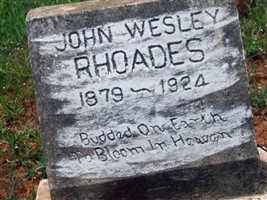 JOHN WESLEY
RHOADES
1879 ~ 1924
Budded On Earth
To Bloom In Heaven